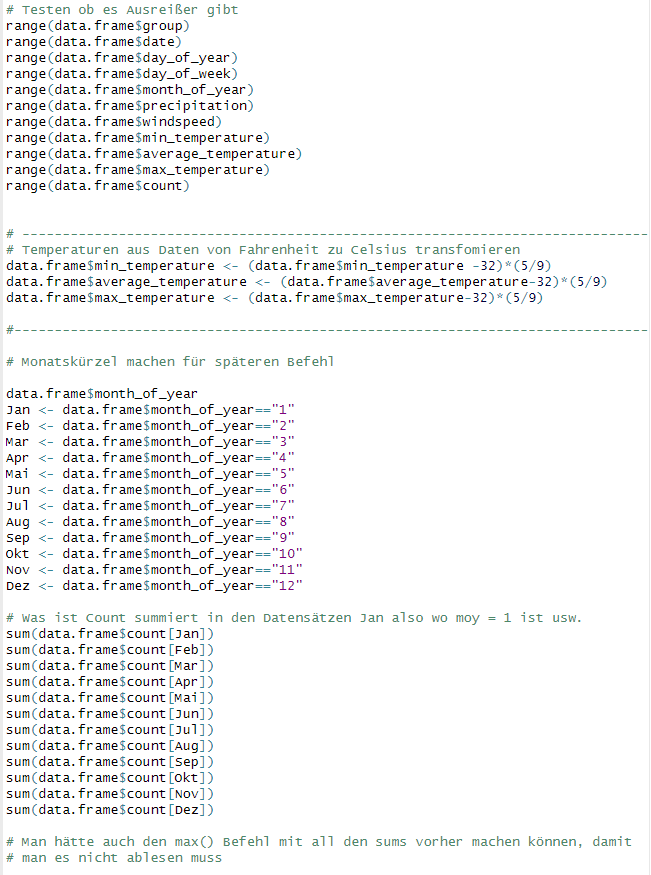 # Testen ob es Ausreißer gibt
range(data.frame$group)
range(data.frame$date)
range(data.frame$day_of_year)
range(data.frame$day_of_week)
range(data.frame$month_of_year)
range(data.frame$precipitation)
range(data.frame$windspeed)
range(data.frame$min_temperature)
range(data.frame$average_temperature)
range(data.frame$max_temperature)
range(data.frame$count)
# ------------------------------------------------------------------------------
# Temperaturen aus Daten von Fahrenheit zu Celsius transfomieren
data.frame$min_temperature <- (data.frame$min_temperature -32)*(5/9)
data.frame$average_temperature <- (data.frame$average_temperature-32)*(5/9)
data.frame$max_temperature <- (data.frame$max_temperature-32)*(5/9)
#-------------------------------------------------------------------------------
# Monatskürzel machen für späteren Befehl
data.frame$month_of_year
Jan <- data.frame$month_of_year=="1"
Feb <- data.frame$month_of_year=="2"
Mar <- data.frame$month_of_year=="3"
Apr <- data.frame$month_of_year=="4"
Mai <- data.frame$month_of_year=="5"
Jun <- data.frame$month_of_year=="6"
Jul <- data.frame$month_of_year=="7"
Aug <- data.frame$month_of_year=="8"
Sep <- data.frame$month_of_year=="9"
Okt <- data.frame$month_of_year=="10"
Nov <- data.frame$month_of_year=="11"
Dez <- data.frame$month_of_year=="12"
# Was ist Count summiert in den Datensätzen Jan also wo moy = 1 ist usw.
sum(data.frame$count[Jan])
sum(data.frame$count[Feb])
sum(data.frame$count[Mar])
sum(data.frame$count[Apr])
sum(data.frame$count[Mai])
sum(data.frame$count[Jun])
sum(data.frame$count[Jul])
sum(data.frame$count[Aug])
sum(data.frame$count[Sep])
sum(data.frame$count[Okt])
sum(data.frame$count[Nov])
sum(data.frame$count[Dez])
# Man hätte auch den max() Befehl mit all den sums vorher machen können, damit
# man es nicht ablesen muss